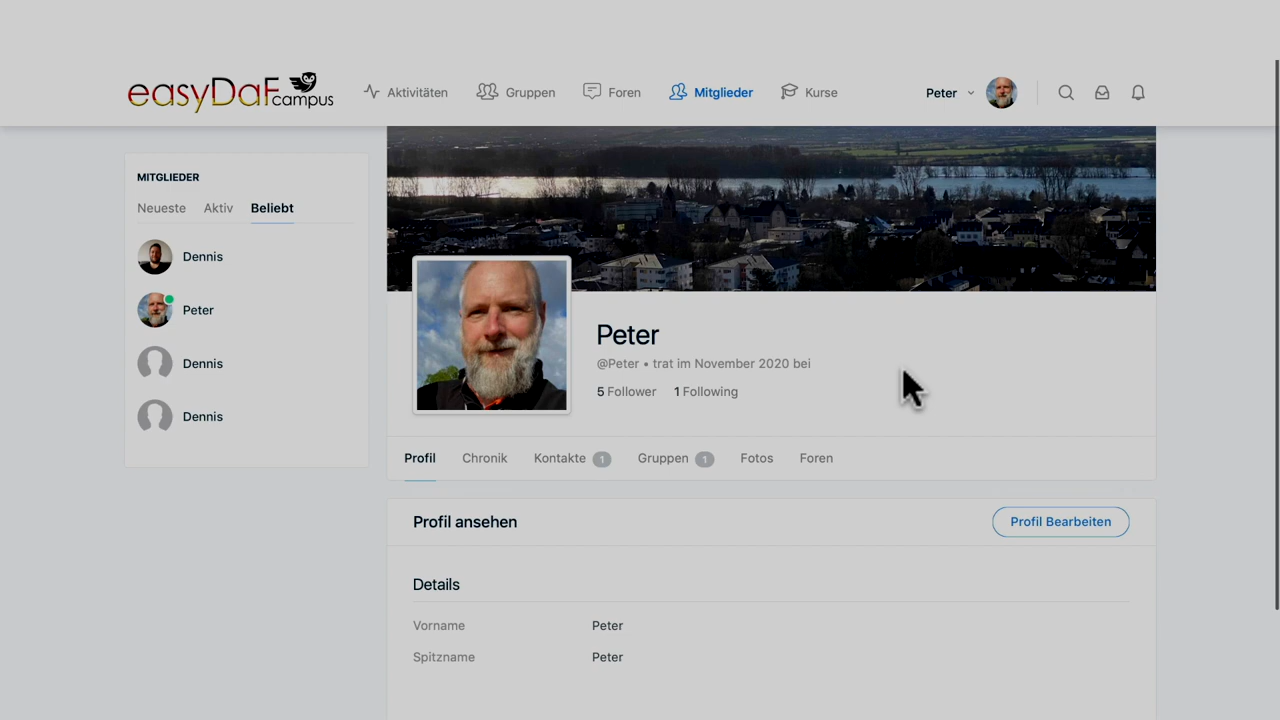 easyDaF campus
Aktivitäten Gruppen Foren Mitglieder Kurse Peter
MITGLIEDER
Neueste Aktiv Beliebt
Dennis
Peter
Dennis
Dennis
Peter
@Peter • trat im November 2020 bei
5 Follower 1 Following
Profil Chronik Kontakte 1 Gruppen 1 Fotos Foren
Profil ansehen Profil Bearbeiten
Details
Vorname Peter
Spitzname Peter